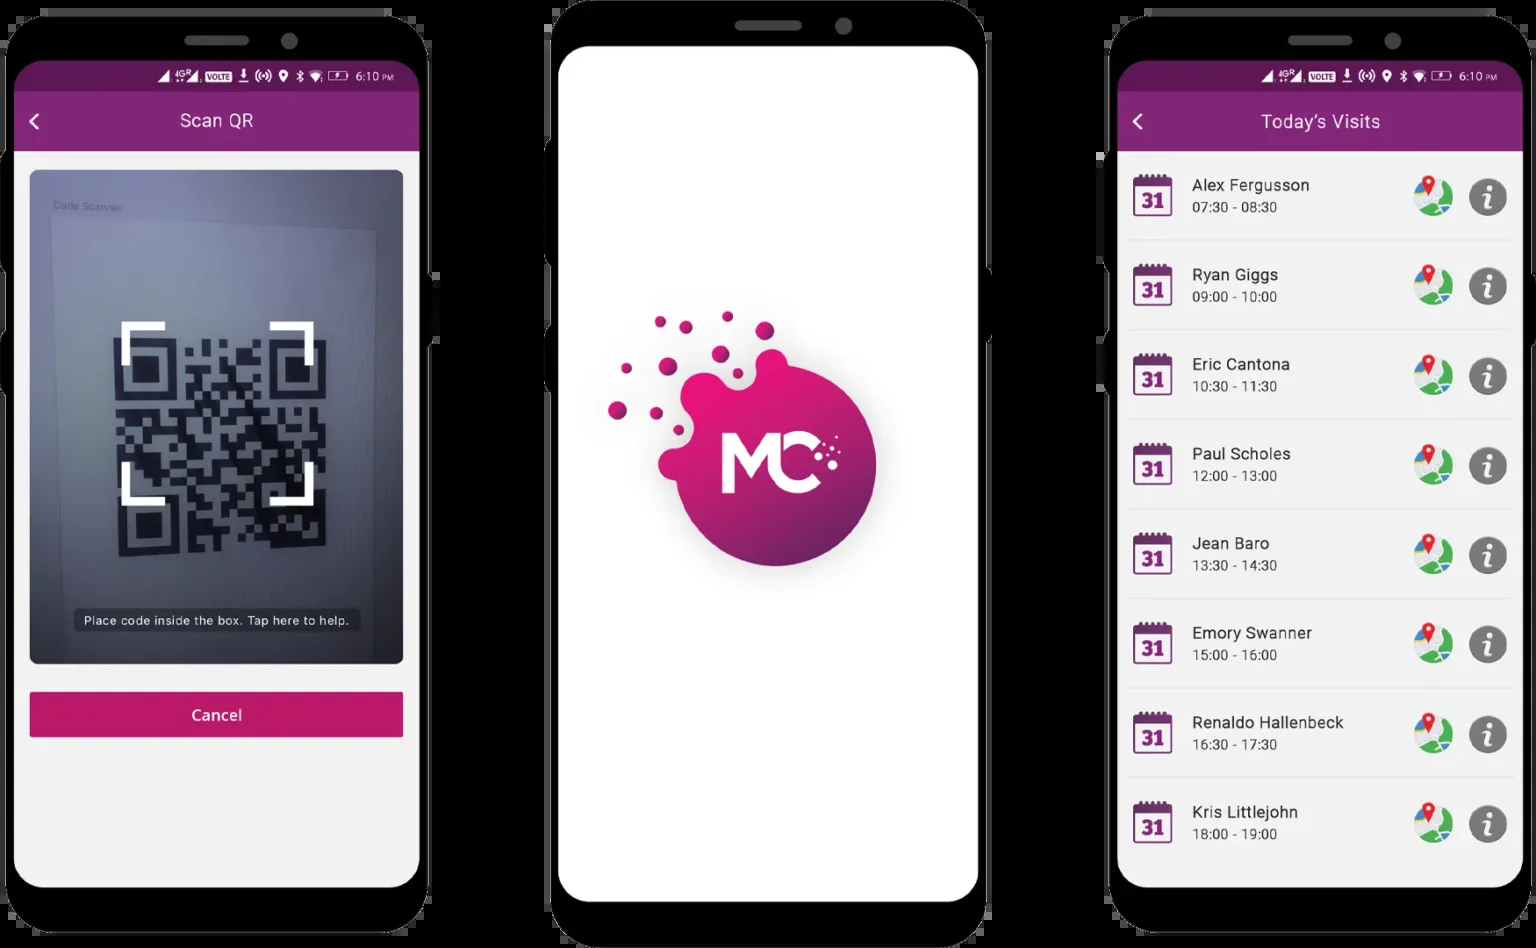 4GR VOLTE 6:10 PM
Scan QR
Code Scanner
Place code inside the box. Tap here to help.
Cancel
MC
4GR VOLTE 6:10 PM
Today's Visits
31
Alex Fergusson
07:30 - 08:30
i
31
Ryan Giggs
09:00 - 10:00
i
31
Eric Cantona
10:30 - 11:30
i
31
Paul Scholes
12:00 - 13:00
i
31
Jean Baro
13:30 - 14:30
i
31
Emory Swanner
15:00 - 16:00
i
31
Renaldo Hallenbeck
16:30 - 17:30
i
31
Kris Littlejohn
18:00 - 19:00
i